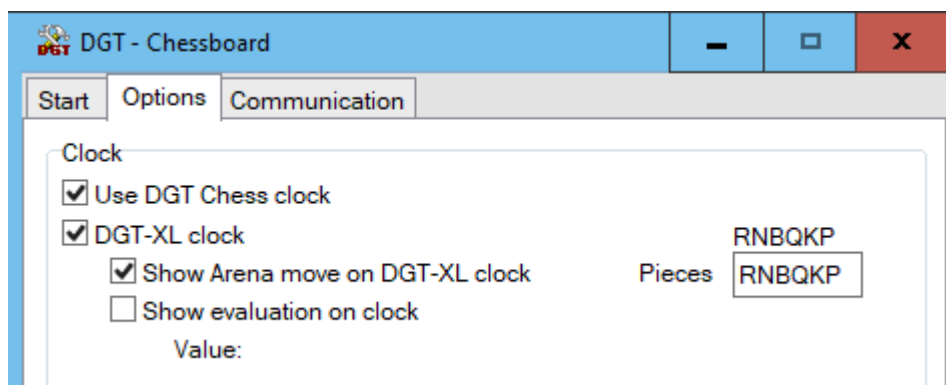 DGT DGT - Chessboard
Start Options Communication
Clock
Use DGT Chess clock
DGT-XL clock RNBQKP
Show Arena move on DGT-XL clock Pieces RNBQKP
Show evaluation on clock
Value: